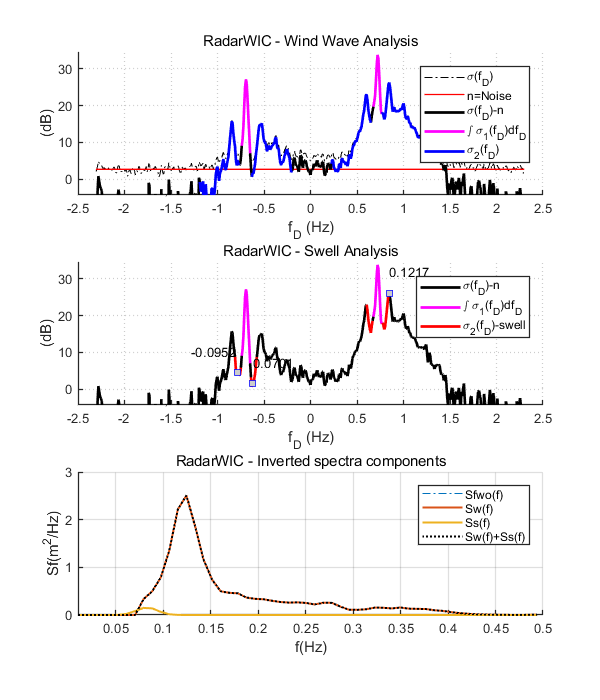 RadarWIC - Wind Wave Analysis
30
20
10
0
(dB)
σ(f_D)
n=Noise
σ(f_D)-n
∫ σ_1(f_D)df_D
σ_2(f_D)
-2.5 -2 -1.5 -1 -0.5 0 0.5 1 1.5 2 2.5
f_D (Hz)
RadarWIC - Swell Analysis
30
20
10
0
(dB)
0.1217
-0.0952
σ(f_D)-n
∫ σ_1(f_D)df_D
σ_2(f_D)-swell
-2.5 -2 -1.5 -1 -0.5 0 0.5 1 1.5 2 2.5
f_D (Hz)
RadarWIC - Inverted spectra components
3
2
1
0
Sf(m^2/Hz)
Sfwo(f)
Sw(f)
Ss(f)
Sw(f)+Ss(f)
0.05 0.1 0.15 0.2 0.25 0.3 0.35 0.4 0.45 0.5
f(Hz)